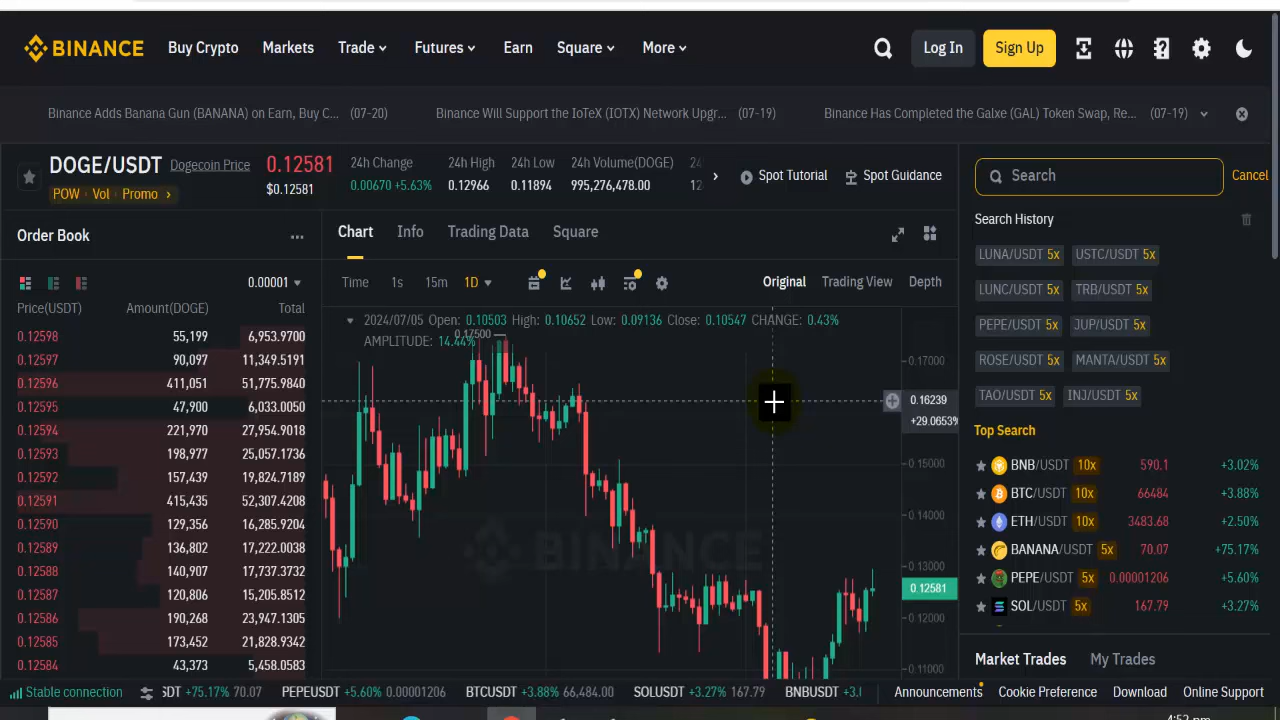 BINANCE Buy Crypto Markets Trade Futures Earn Square More Log In Sign Up
Binance Adds Banana Gun (BANANA) on Earn, Buy C... (07-20) Binance Will Support the IoTeX (IOTX) Network Upgr... (07-19) Binance Has Completed the Galxe (GAL) Token Swap, Re... (07-19)
DOGE/USDT Dogecoin Price 0.12581 24h Change 24h High 24h Low 24h Volume(DOGE) 24
POW Vol Promo $0.12581 0.00670 +5.63% 0.12966 0.11894 995,276,478.00 12
Spot Tutorial Spot Guidance
Search Cancel
Order Book ...
Chart Info Trading Data Square
Search History
LUNA/USDT 5x USTC/USDT 5x
LUNC/USDT 5x TRB/USDT 5x
PEPE/USDT 5x JUP/USDT 5x
ROSE/USDT 5x MANTA/USDT 5x
TAO/USDT 5x INJ/USDT 5x
0.00001
Time 1s 15m 1D Original Trading View Depth
Price(USDT) Amount(DOGE) Total
0.12598 55,199 6,953.9700
0.12597 90,097 11,349.5191
0.12596 411,051 51,775.9840
0.12595 47,900 6,033.0050
0.12594 221,970 27,954.9018
0.12593 198,977 25,057.1736
0.12592 157,439 19,824.7189
0.12591 415,435 52,307.4208
0.12590 129,356 16,285.9204
0.12589 136,802 17,222.0038
0.12588 140,907 17,737.3732
0.12587 120,806 15,205.8512
0.12586 190,268 23,947.1305
0.12585 173,452 21,828.9342
0.12584 43,373 5,458.0583
2024/07/05 Open: 0.10503 High: 0.10652 Low: 0.09136 Close: 0.10547 CHANGE: 0.43%
AMPLITUDE: 14.44%
0.17500
0.17000
0.16239
+29.0653%
0.15000
0.14000
BINANCE
0.13000
0.12581
0.12000
0.11000
Top Search
BNB/USDT 10x 590.1 +3.02%
BTC/USDT 10x 66484 +3.88%
ETH/USDT 10x 3483.68 +2.50%
BANANA/USDT 5x 70.07 +75.17%
PEPE/USDT 5x 0.00001206 +5.60%
SOL/USDT 5x 167.79 +3.27%
Market Trades My Trades
Stable connection SDT +75.17% 70.07 PEPEUSDT +5.60% 0.00001206 BTCUSDT +3.88% 66,484.00 SOLUSDT +3.27% 167.79 BNBUSDT +3.0 Announcements Cookie Preference Download Online Support
4:52 pm